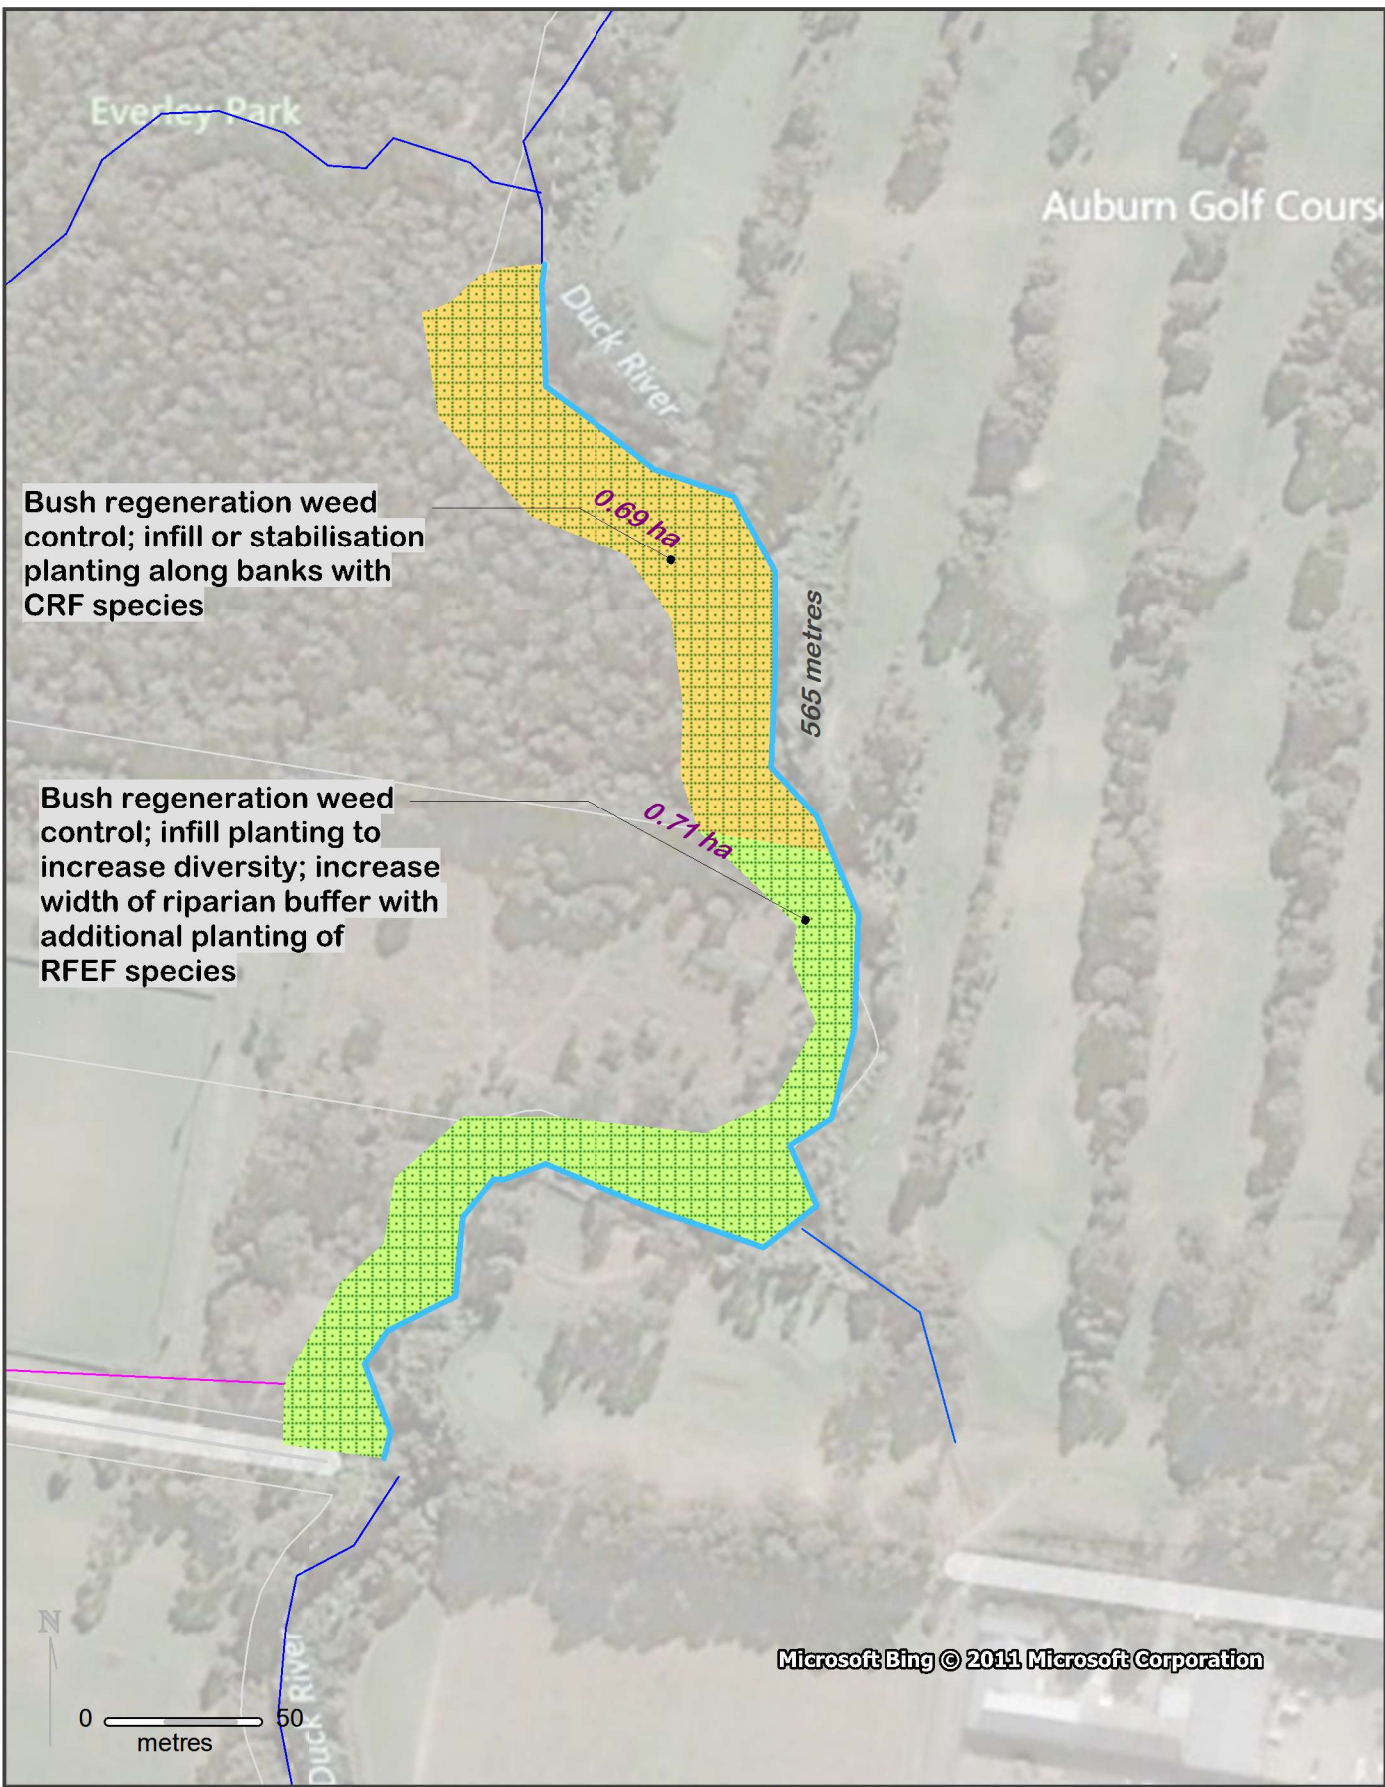 Everley Park
Auburn Golf Cours
Duck River
Bush regeneration weed
control; infill or stabilisation
planting along banks with
CRF species
0.69 ha
565 metres
Bush regeneration weed
control; infill planting to
increase diversity; increase
width of riparian buffer with
additional planting of
RFEF species
0.71 ha
N
Microsoft Bing © 2011 Microsoft Corporation
Duck River
0 50
metres